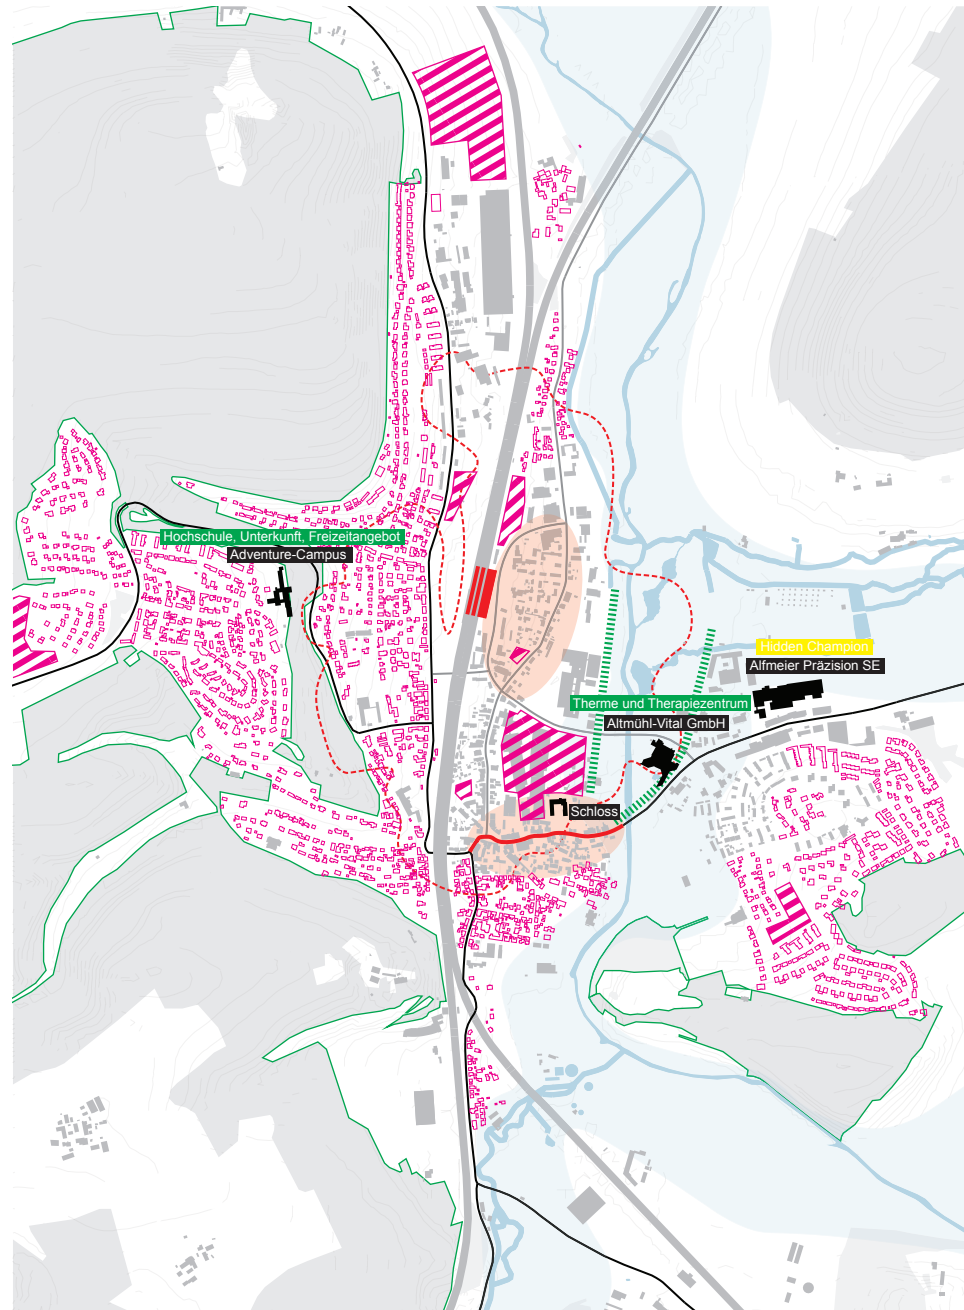 Hochschule, Unterkunft, Freizeitangebot
Adventure-Campus
Hidden Champion
Alfmeier Präzision SE
Therme und Therapiezentrum
Altmühl-Vital GmbH
Schloss